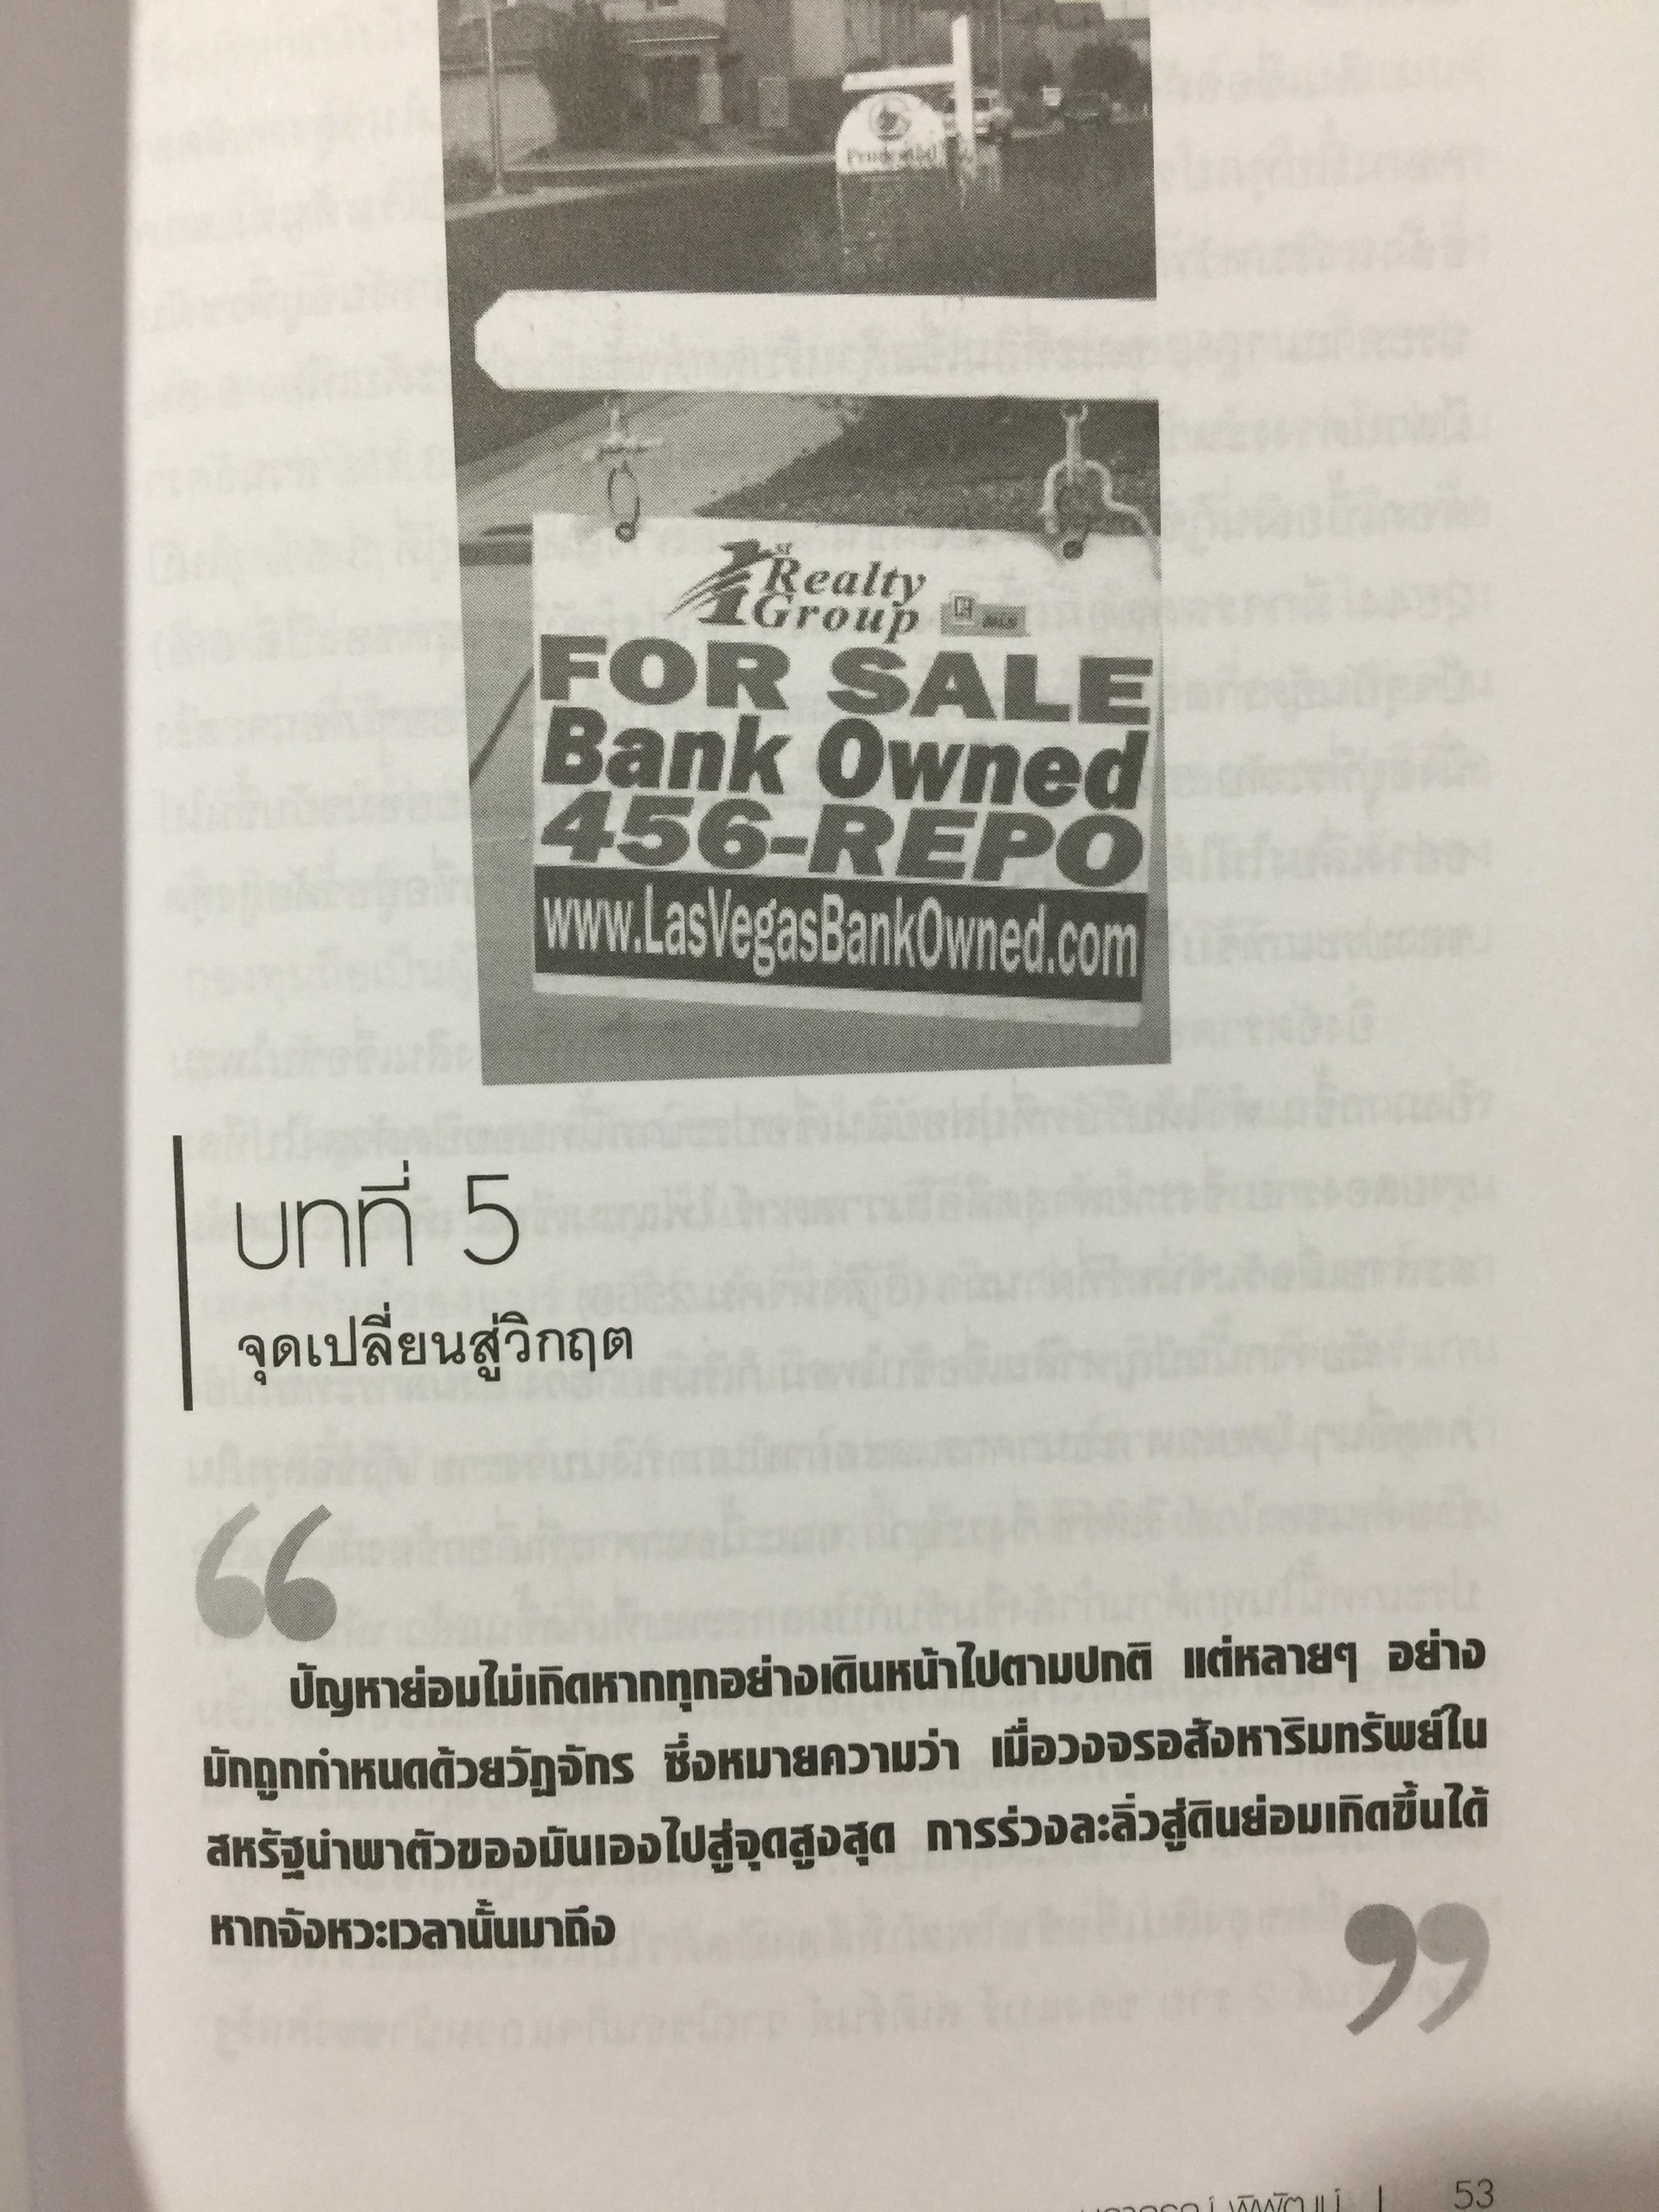 Prudential
1st
Realty
Group
MLS
FOR SALE
Bank Owned
456-REPO
www.LasVegasBankOwned.com
บทที่ 5
จุดเปลี่ยนสู่วิกฤต
“
ปัญหาย่อมไม่เกิดหากทุกอย่างเดินหน้าไปตามปกติ แต่หลายๆ อย่าง
มักถูกกำหนดด้วยวัฏจักร ซึ่งหมายความว่า เมื่อวงจรอสังหาริมทรัพย์ใน
สหรัฐนำพาตัวของมันเองไปสู่จุดสูงสุด การร่วงละลิ่วสู่ดินย่อมเกิดขึ้นได้
หากจังหวะเวลานั้นมาถึง
”
| 53